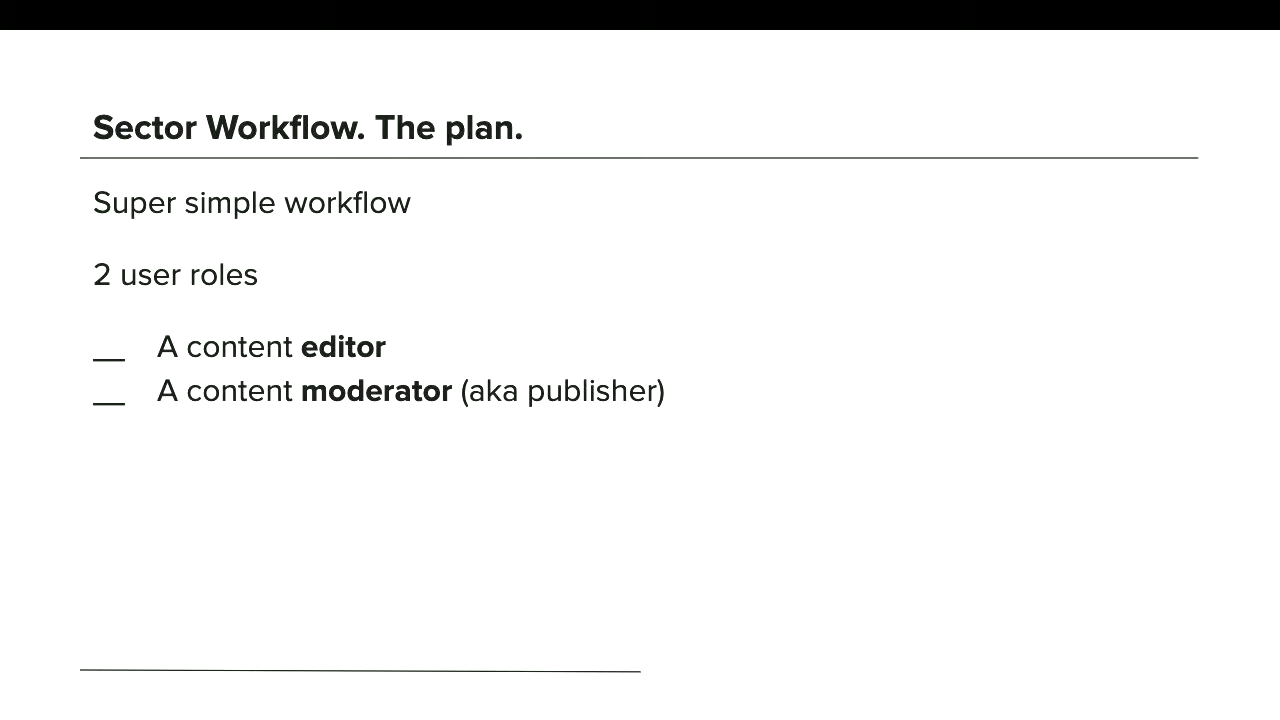 Sector Workflow. The plan.
Super simple workflow
2 user roles
__ A content editor
__ A content moderator (aka publisher)